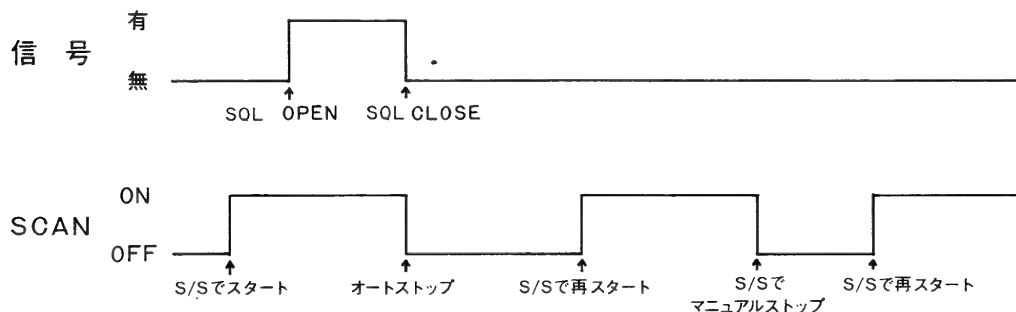 有
信 号
無
SQL OPEN SQL CLOSE
ON
SCAN
OFF
S/Sでスタート オートストップ S/Sで再スタート S/Sで S/Sで再スタート
マニュアルストップ